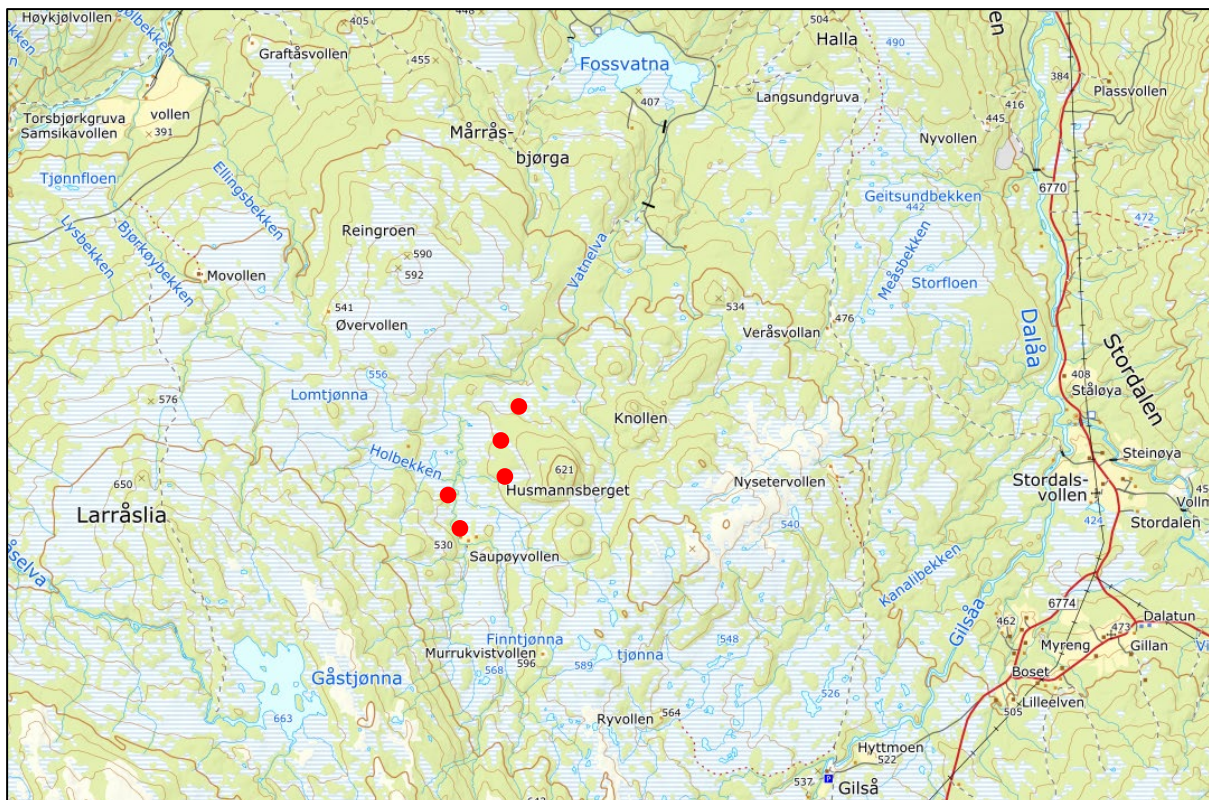 Høykjølvollen
405
504
Halla
490
Graftåsvollen
455
Fossvatna
384
Plassvollen
Torsbjørkgruva
vollen
Samsikavollen
391
407
Langsundgruva
416
445
Mårrås-
bjørga
Nyvollen
Tjønnfloen
Ellingsbekken
6770
Geitsundbekken
442
472
Lysbekken
Bjørkøybekken
Reingroen
590
592
Vatnelva
Meåsbekken
Storfloen
Movollen
541
Øvervollen
534
476
Veråsvollan
Dalåa
Stordalen
556
Lomtjønna
576
408
Ståløya
Knollen
Holbekken
Steinøya
650
621
Husmannsberget
Nysetervollen
Stordals-
vollen
Larråslia
540
424
Stordalen
530
Saupøyvollen
Kanalibekken
Gilsåa
6774
Dalatun
462
473
Finntjønna
548
Myreng
Gillan
Murrukvistvollen
596
tjønna
568
589
Gåstjønna
Boset
526
Lilleelven
663
Ryvollen
564
505
Hyttmoen
522
537
P
Gilså